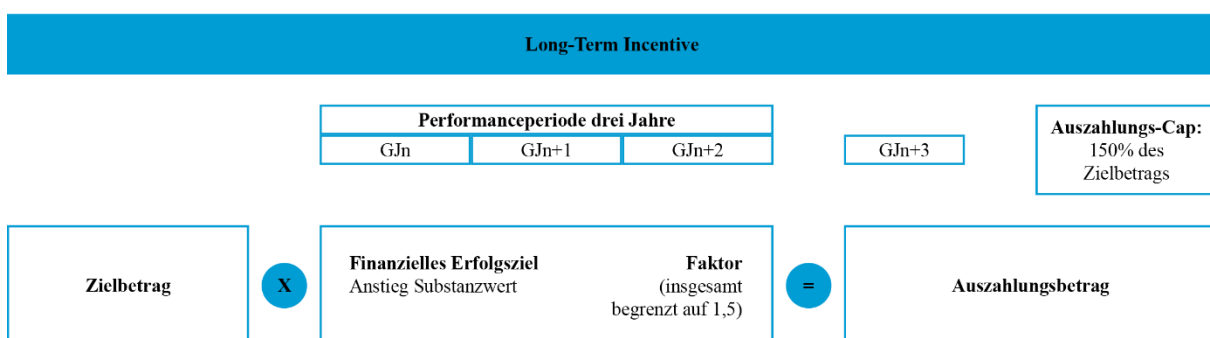 Long-Term Incentive
Performanceperiode drei Jahre
GJn
GJn+1
GJn+2
GJn+3
Auszahlungs-Cap:
150% des
Zielbetrags
Zielbetrag
X
Finanzielles Erfolgsziel
Anstieg Substanzwert
Faktor
(insgesamt
begrenzt auf 1,5)
=
Auszahlungsbetrag